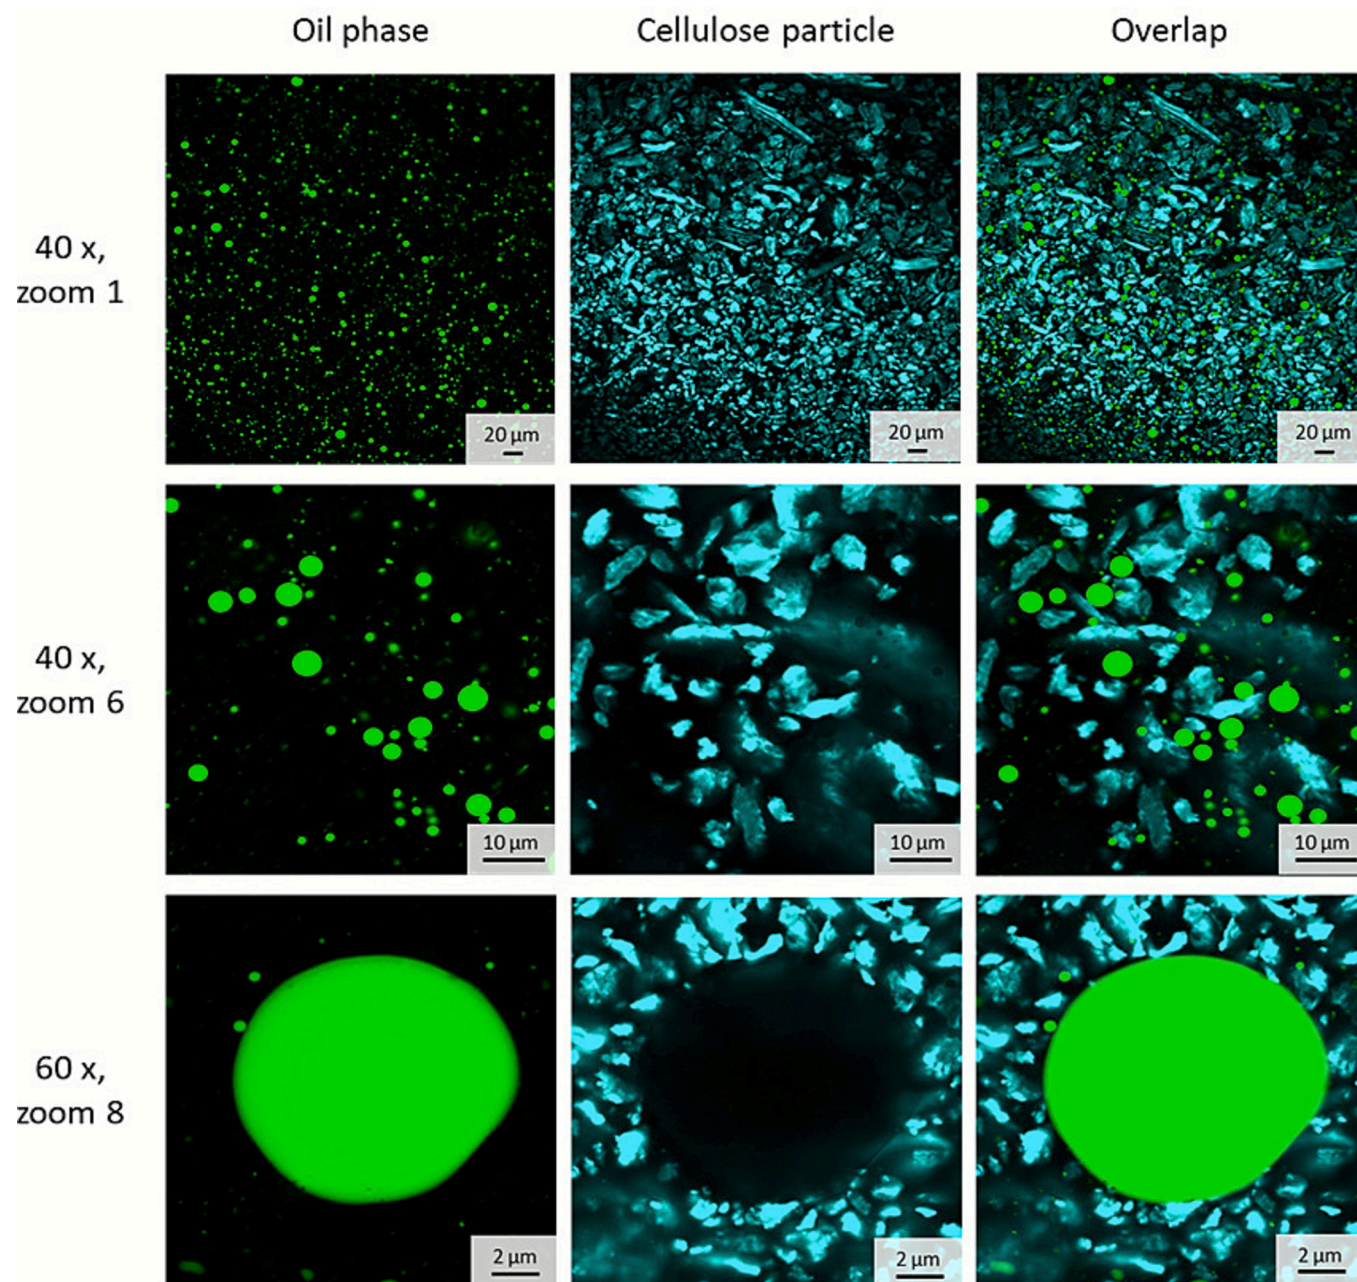 Oil phase
Cellulose particle
Overlap
40 x,
zoom 1
20 µm
20 µm
20 µm
40 x,
zoom 6
10 µm
10 µm
10 µm
60 x,
zoom 8
2 µm
2 µm
2 µm